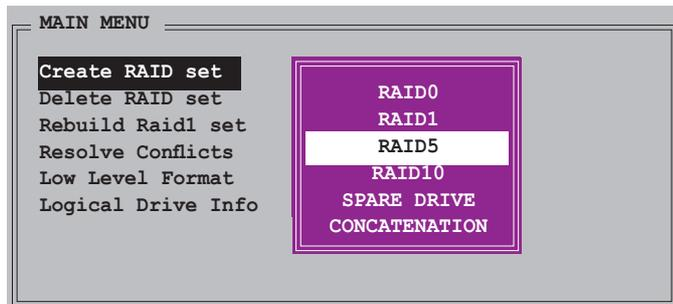 MAIN MENU
Create RAID set
Delete RAID set
Rebuild Raid1 set
Resolve Conflicts
Low Level Format
Logical Drive Info
RAID0
RAID1
RAID5
RAID10
SPARE DRIVE
CONCATENATION